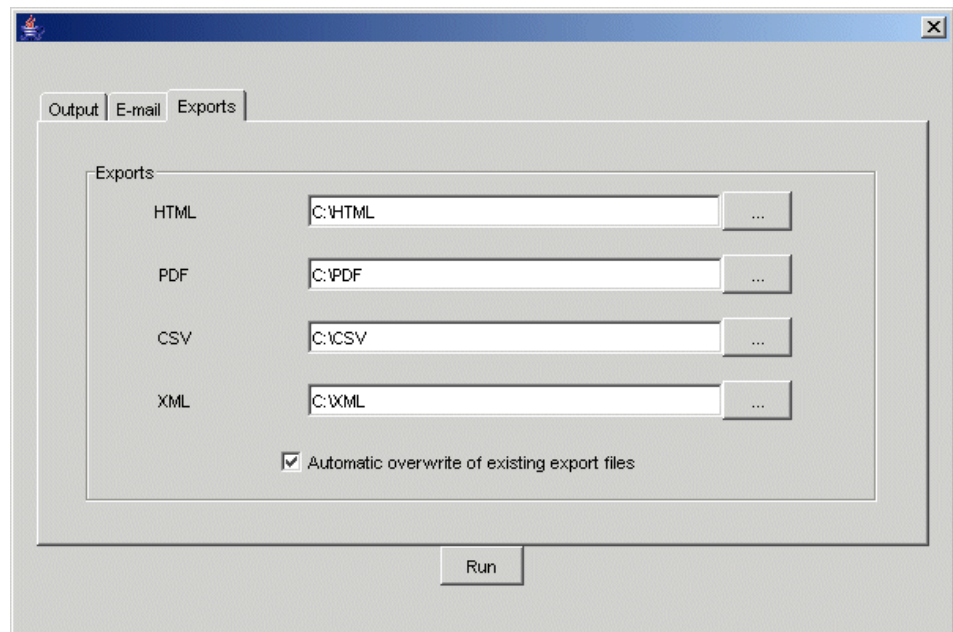 Output E-mail Exports
Exports
HTML C:\HTML ...
PDF C:\PDF ...
CSV C:\CSV ...
XML C:\XML ...
Automatic overwrite of existing export files
Run